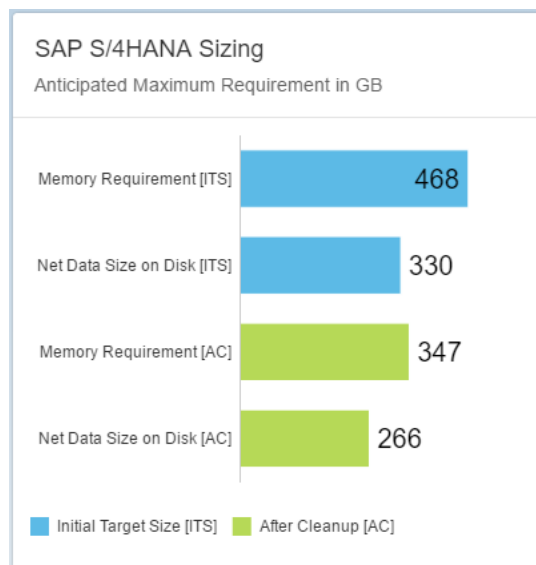 SAP S/4HANA Sizing
Anticipated Maximum Requirement in GB
Memory Requirement [ITS] 468
Net Data Size on Disk [ITS] 330
Memory Requirement [AC] 347
Net Data Size on Disk [AC] 266
Initial Target Size [ITS] After Cleanup [AC]